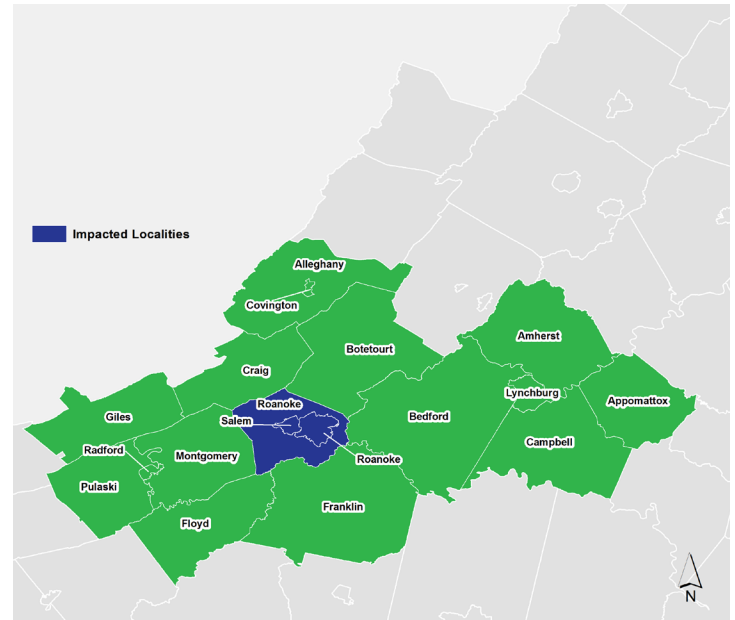 Impacted Localities
Alleghany
Covington
Botetourt
Amherst
Craig
Lynchburg
Appomattox
Roanoke
Giles
Salem
Bedford
Campbell
Radford
Montgomery
Roanoke
Pulaski
Franklin
Floyd
N